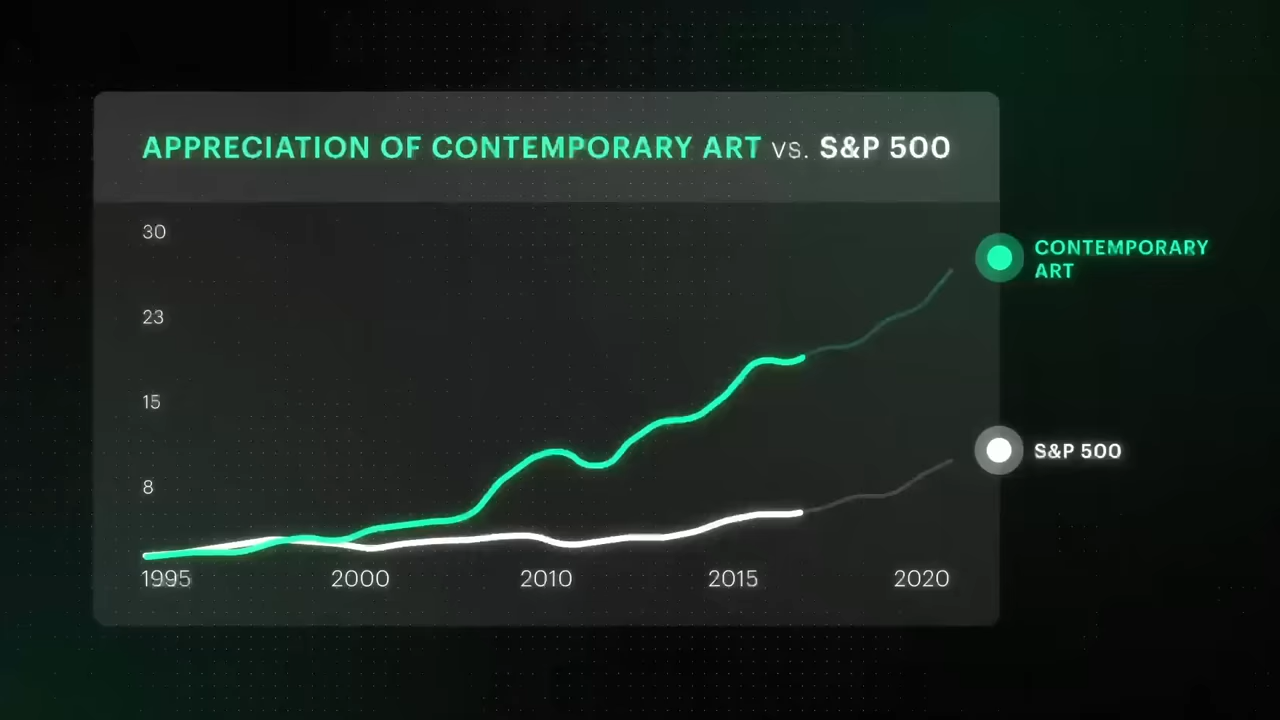 APPRECIATION OF CONTEMPORARY ART vs. S&P 500
30
23
15
8
1995 2000 2010 2015 2020
CONTEMPORARY
ART
S&P 500